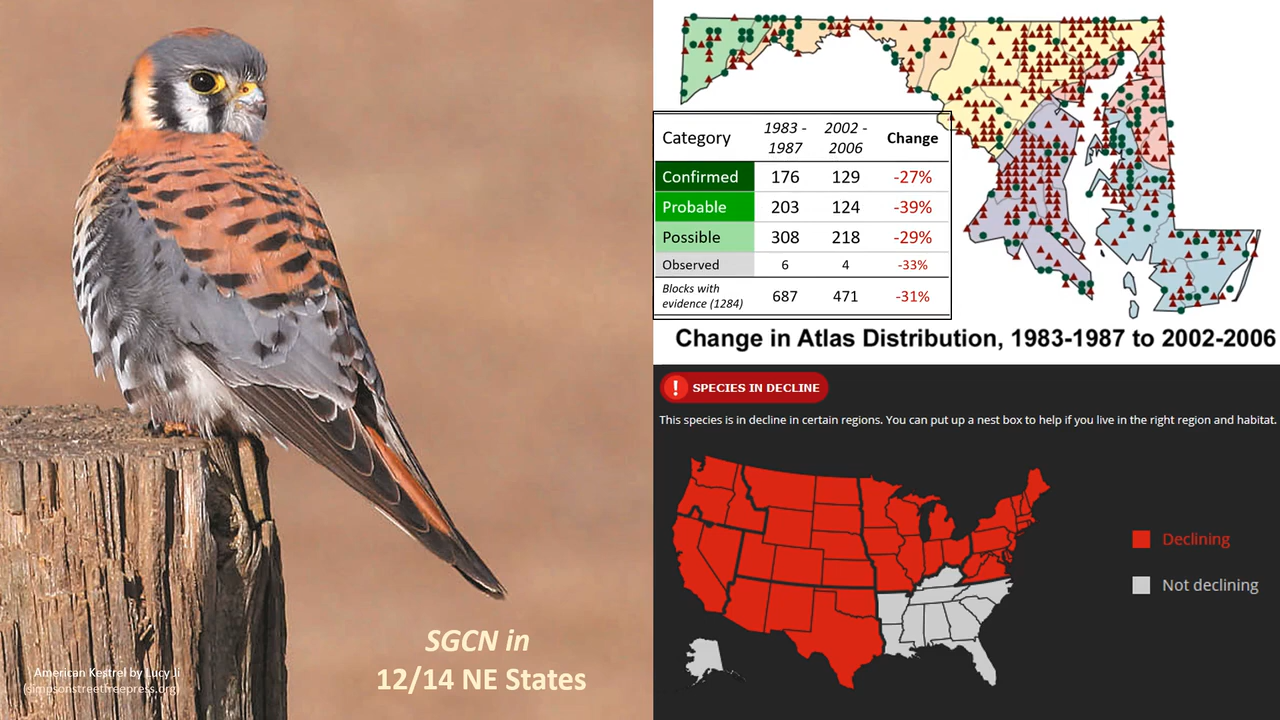 SGCN in
12/14 NE States
American Kestrel by Lucy Ji
(simpsonstreetfreepress.org)
Category 1983 - 1987 2002 - 2006 Change
Confirmed 176 129 -27%
Probable 203 124 -39%
Possible 308 218 -29%
Observed 6 4 -33%
Blocks with evidence (1284) 687 471 -31%
Change in Atlas Distribution, 1983-1987 to 2002-2006
! SPECIES IN DECLINE
This species is in decline in certain regions. You can put up a nest box to help if you live in the right region and habitat.
Declining
Not declining